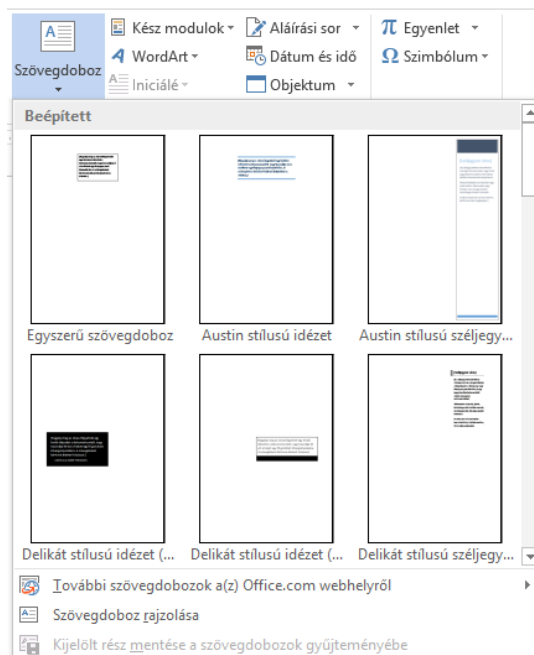 Szövegdoboz
Kész modulok
Aláírási sor
Egyenlet
WordArt
Dátum és idő
Szimbólum
Iniciálé
Objektum
Beépített
Egyszerű szövegdoboz
Austin stílusú idézet
Austin stílusú széljegy...
Delikát stílusú idézet (...
Delikát stílusú idézet (...
Delikát stílusú széljegy...
További szövegdobozok a(z) Office.com webhelyről
Szövegdoboz rajzolása
Kijelölt rész mentése a szövegdobozok gyűjteményébe